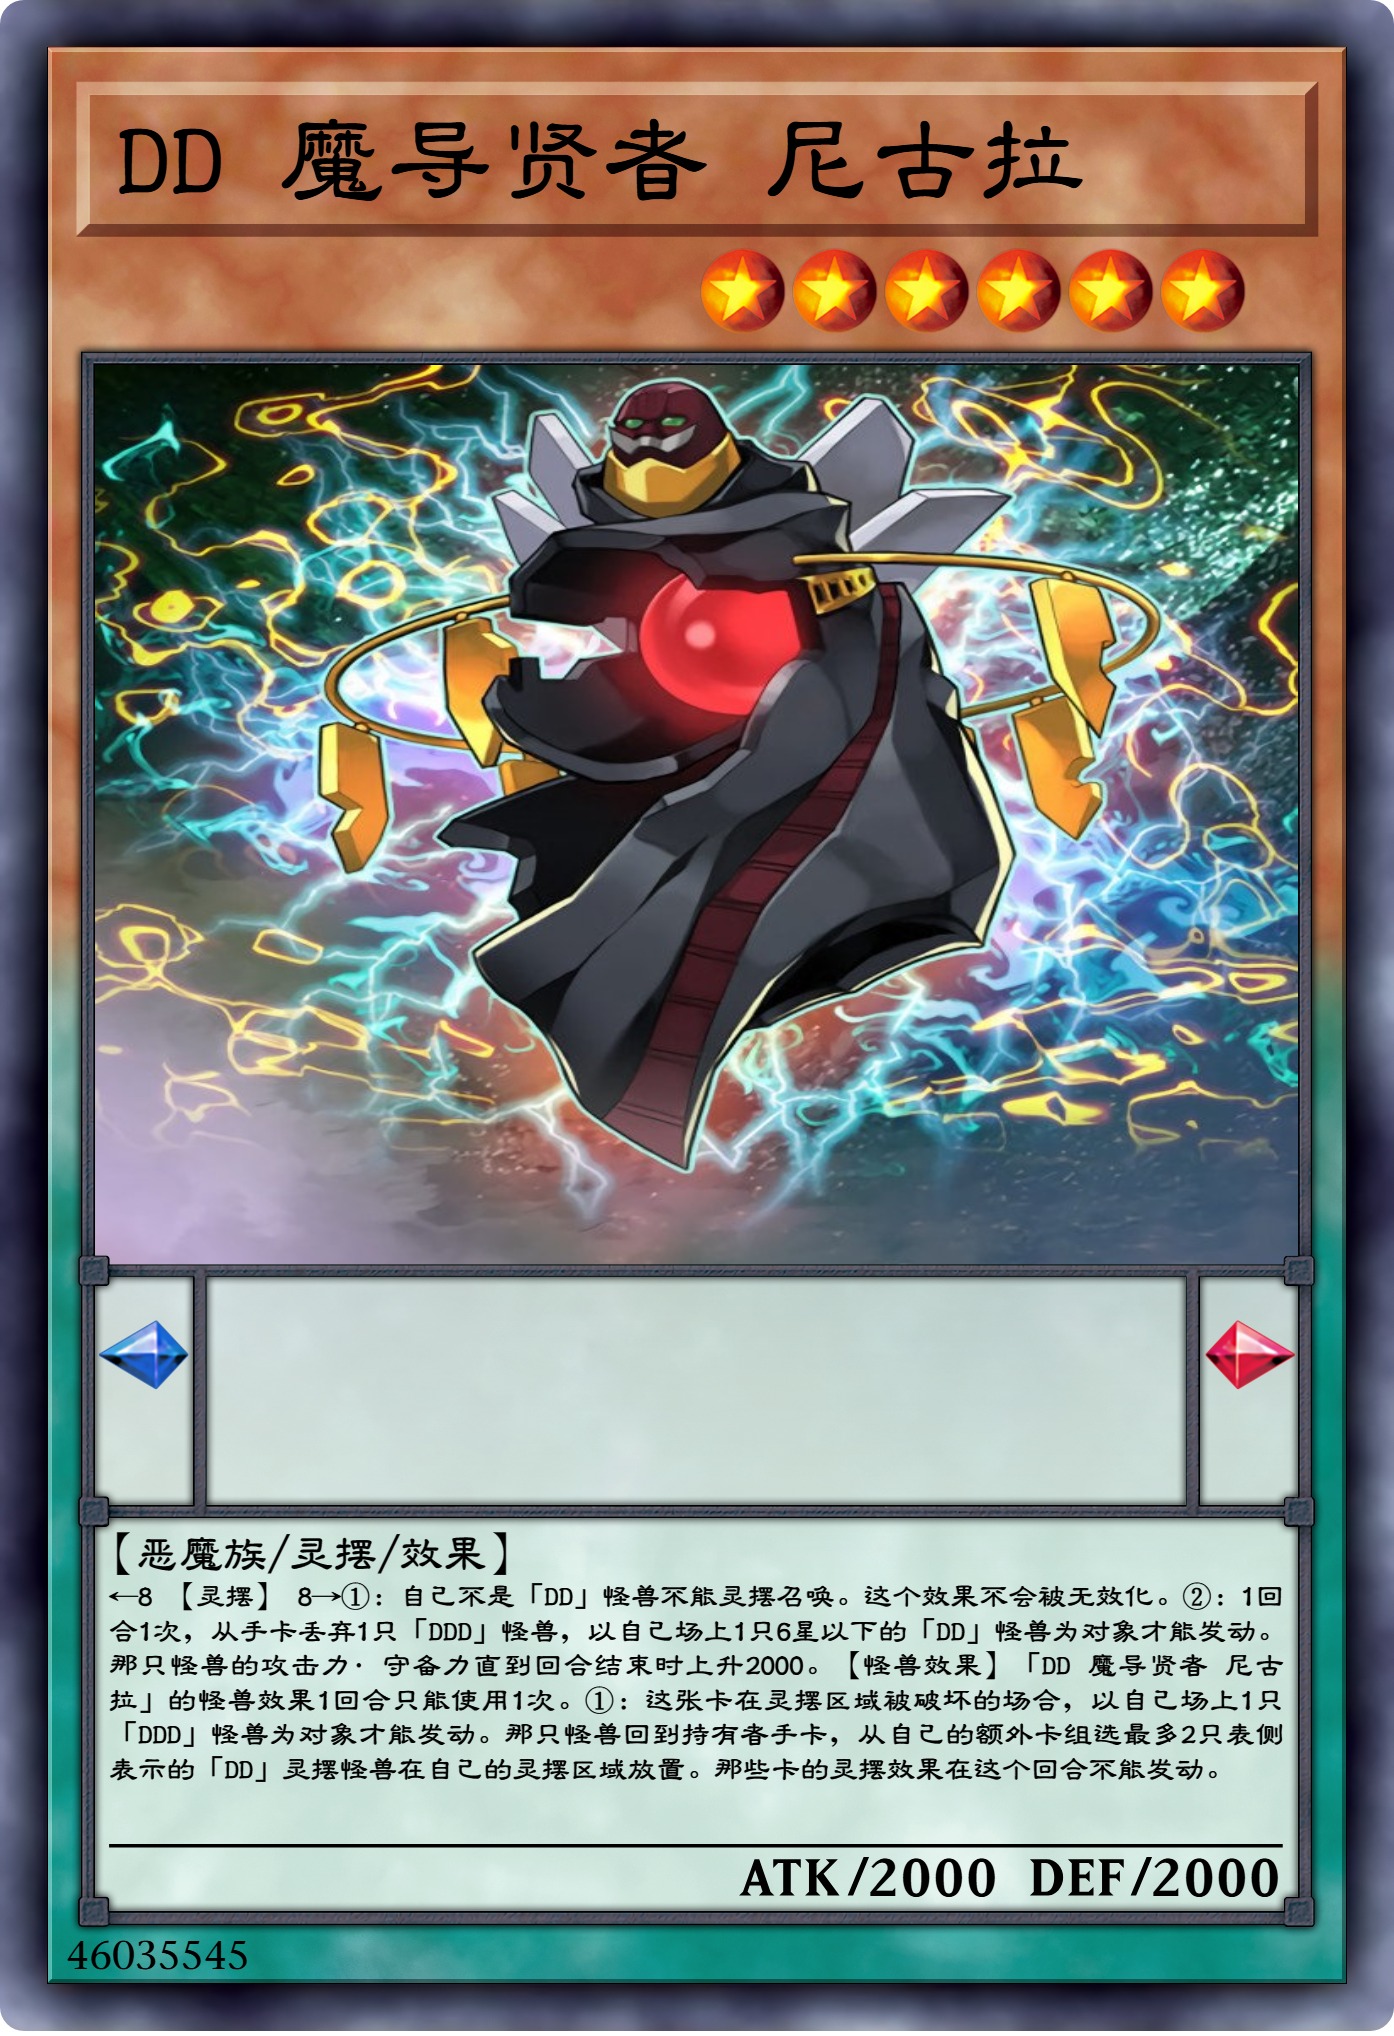 DD 魔导贤者 尼古拉
【恶魔族/灵摆/效果】
←8 【灵摆】 8→①：自己不是「DD」怪兽不能灵摆召唤。这个效果不会被无效化。②：1回
合1次，从手卡丢弃1只「DDD」怪兽，以自己场上1只6星以下的「DD」怪兽为对象才能发动。
那只怪兽的攻击力·守备力直到回合结束时上升2000。【怪兽效果】「DD 魔导贤者 尼古
拉」的怪兽效果1回合只能使用1次。①：这张卡在灵摆区域被破坏的场合，以自己场上1只
「DDD」怪兽为对象才能发动。那只怪兽回到持有者手卡，从自己的额外卡组选最多2只表侧
表示的「DD」灵摆怪兽在自己的灵摆区域放置。那些卡的灵摆效果在这个回合不能发动。
ATK/2000 DEF/2000
46035545